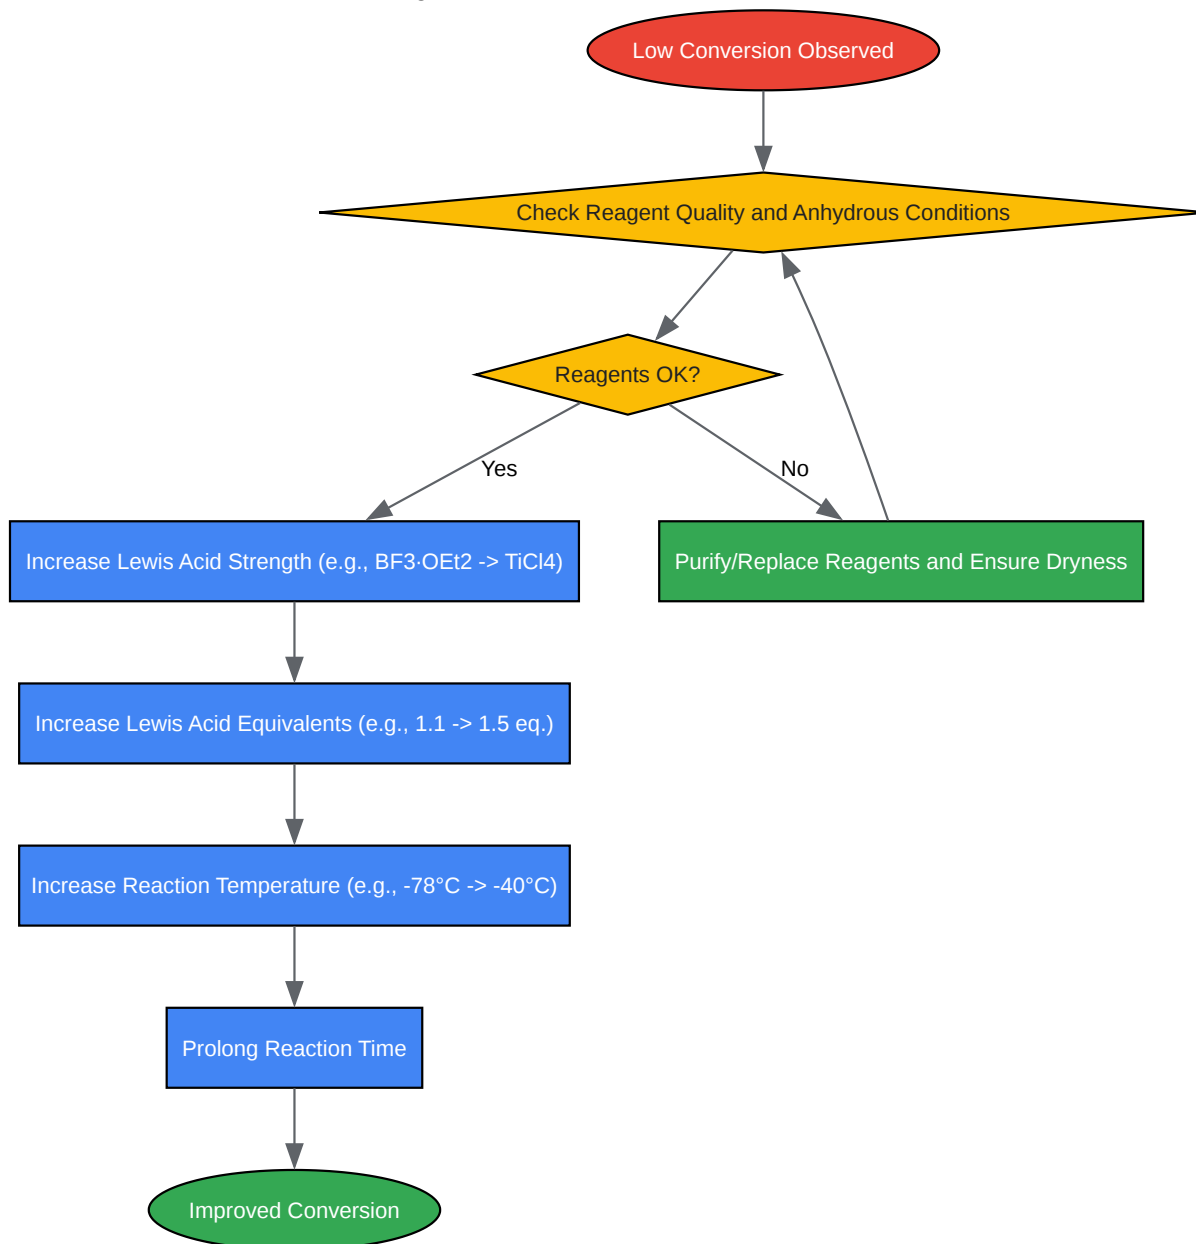 Low Conversion Observed
Check Reagent Quality and Anhydrous Conditions
Reagents OK?
Yes
No
Increase Lewis Acid Strength (e.g., BF3·OEt2 -> TiCl4)
Purify/Replace Reagents and Ensure Dryness
Increase Lewis Acid Equivalents (e.g., 1.1 -> 1.5 eq.)
Increase Reaction Temperature (e.g., -78°C -> -40°C)
Prolong Reaction Time
Improved Conversion